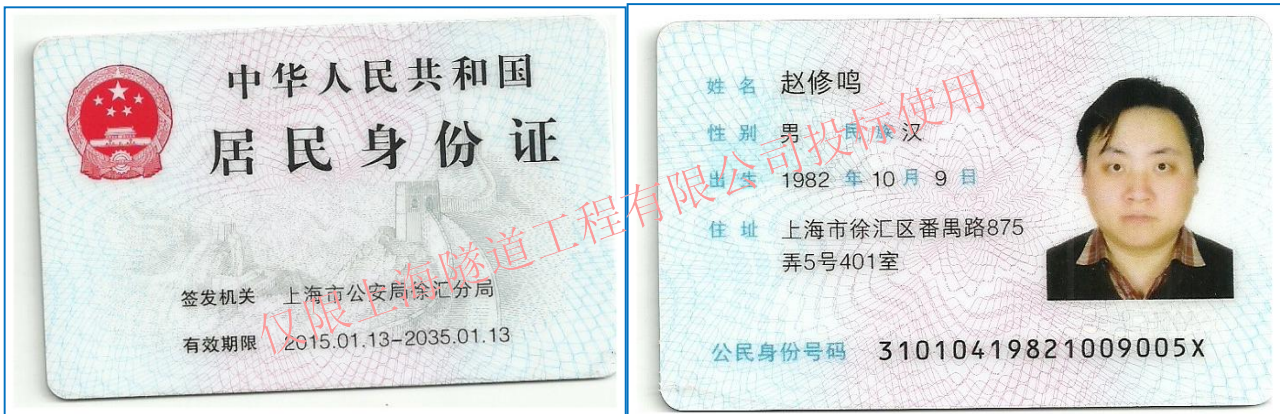 中华人民共和国
居民身份证
签发机关 上海市公安局徐汇分局
有效期限 2015.01.13-2035.01.13
姓名 赵修鸣
性别 男 民族 汉
出生 1982 年 10 月 9 日
住址 上海市徐汇区番禺路875
弄5号401室
公民身份号码 31010419821009005X
仅限上海隧道工程有限公司投标使用